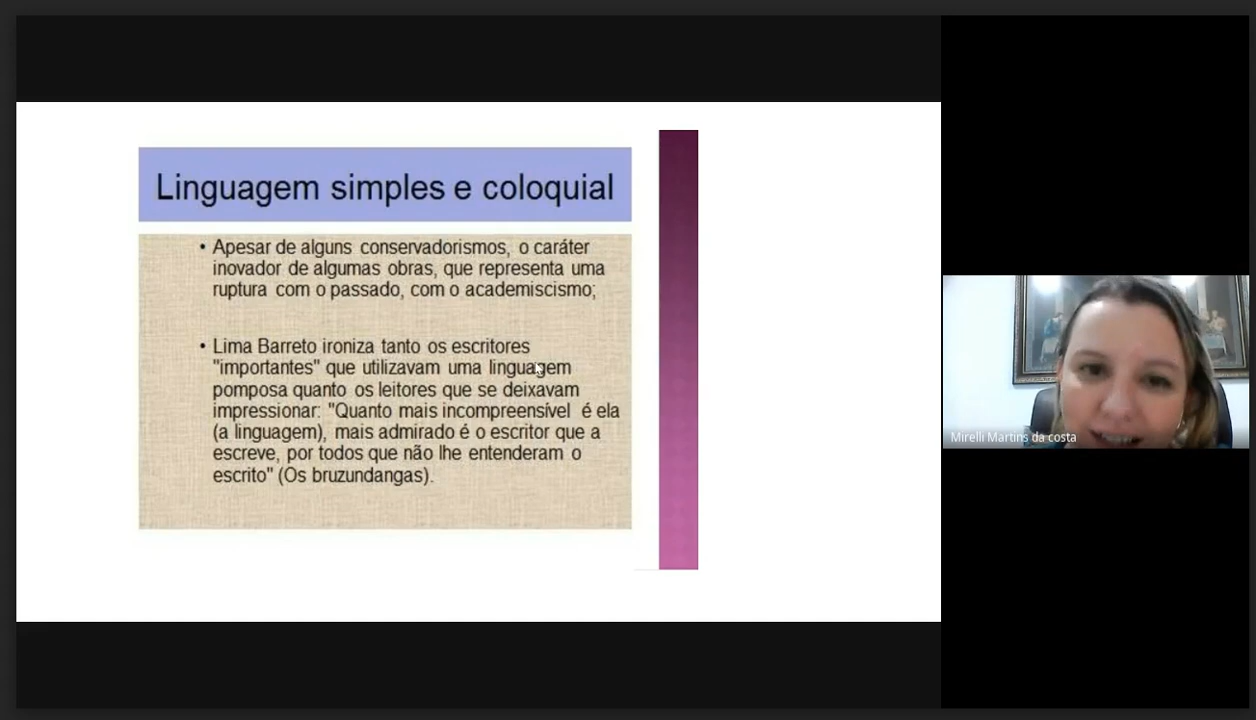 Linguagem simples e coloquial
• Apesar de alguns conservadorismos, o caráter
inovador de algumas obras, que representa uma
ruptura com o passado, com o academiscismo;
• Lima Barreto ironiza tanto os escritores
"importantes" que utilizavam uma linguagem
pomposa quanto os leitores que se deixavam
impressionar: "Quanto mais incompreensível é ela
(a linguagem), mais admirado é o escritor que a
escreve, por todos que não lhe entenderam o
escrito" (Os bruzundangas).
Mirelli Martins da costa